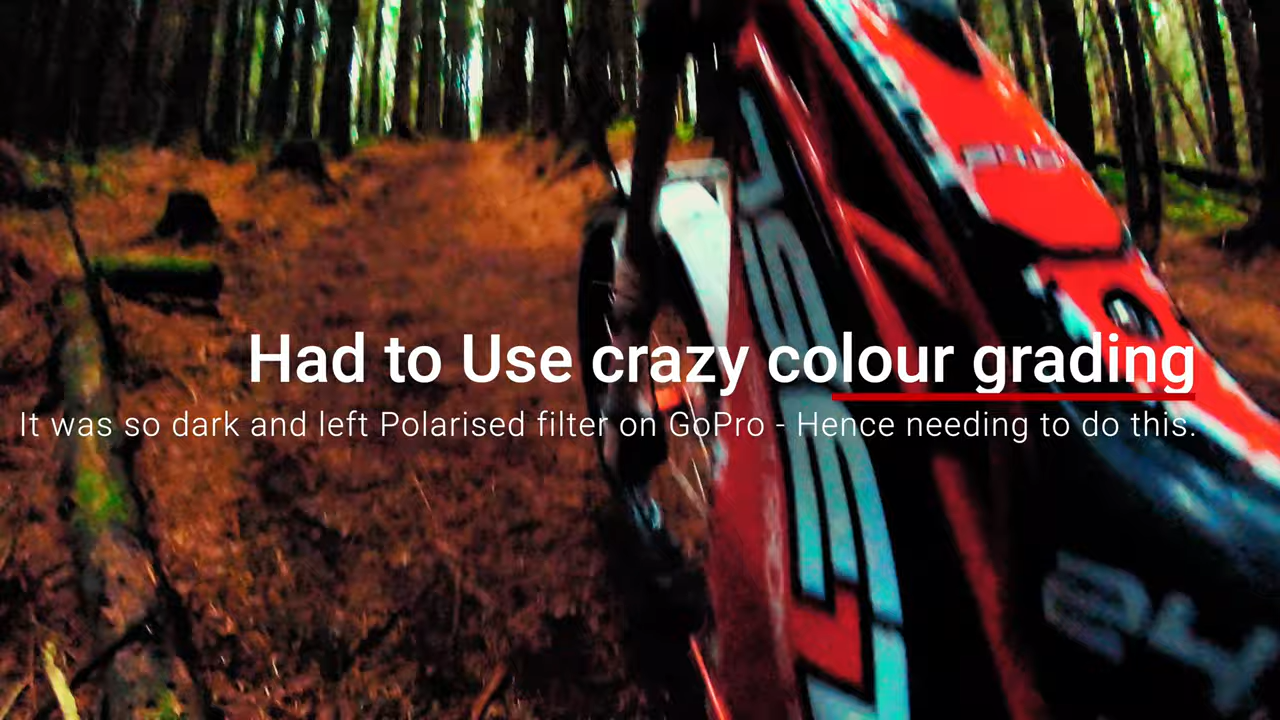 Had to Use crazy colour grading
It was so dark and left Polarised filter on GoPro - Hence needing to do this.